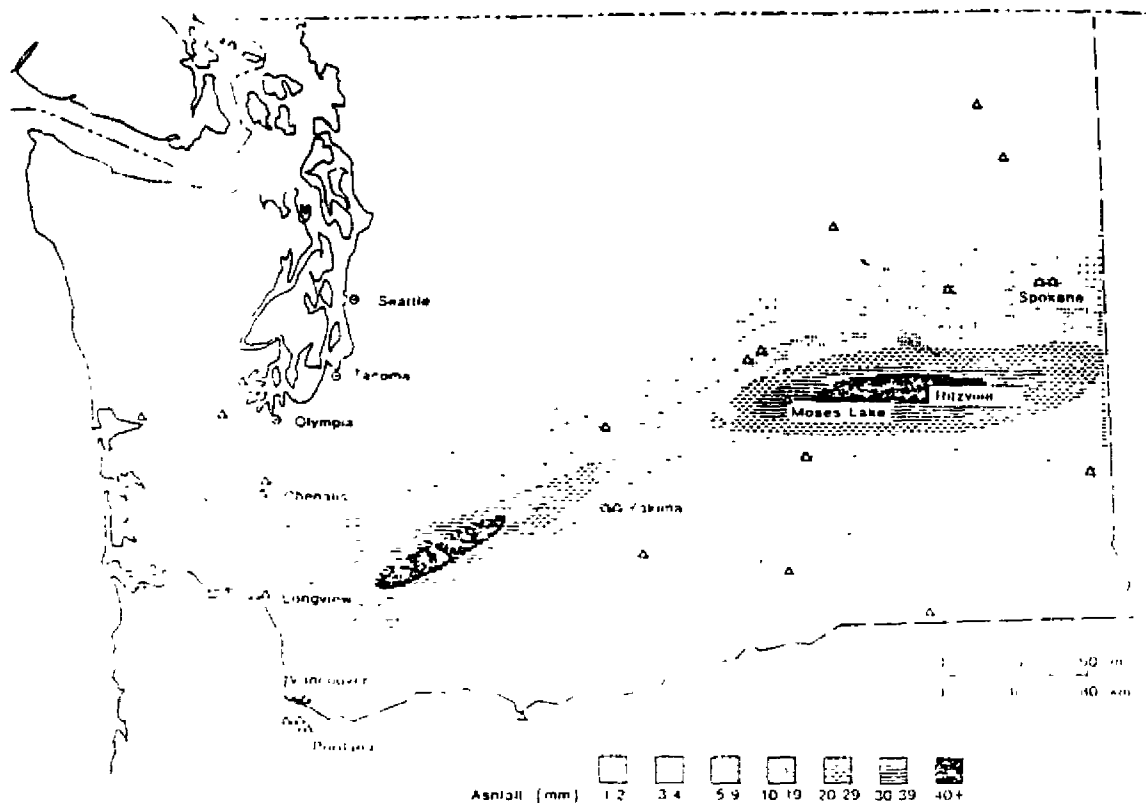 Seattle
Spokane
Tacoma
Ritzville
Moses Lake
Olympia
Chehalis
Yakima
Longview
Vancouver
50 mi
80 km
Portland
Ashfall (mm) 1-2 3-4 5-9 10-19 20-29 30-39 40+